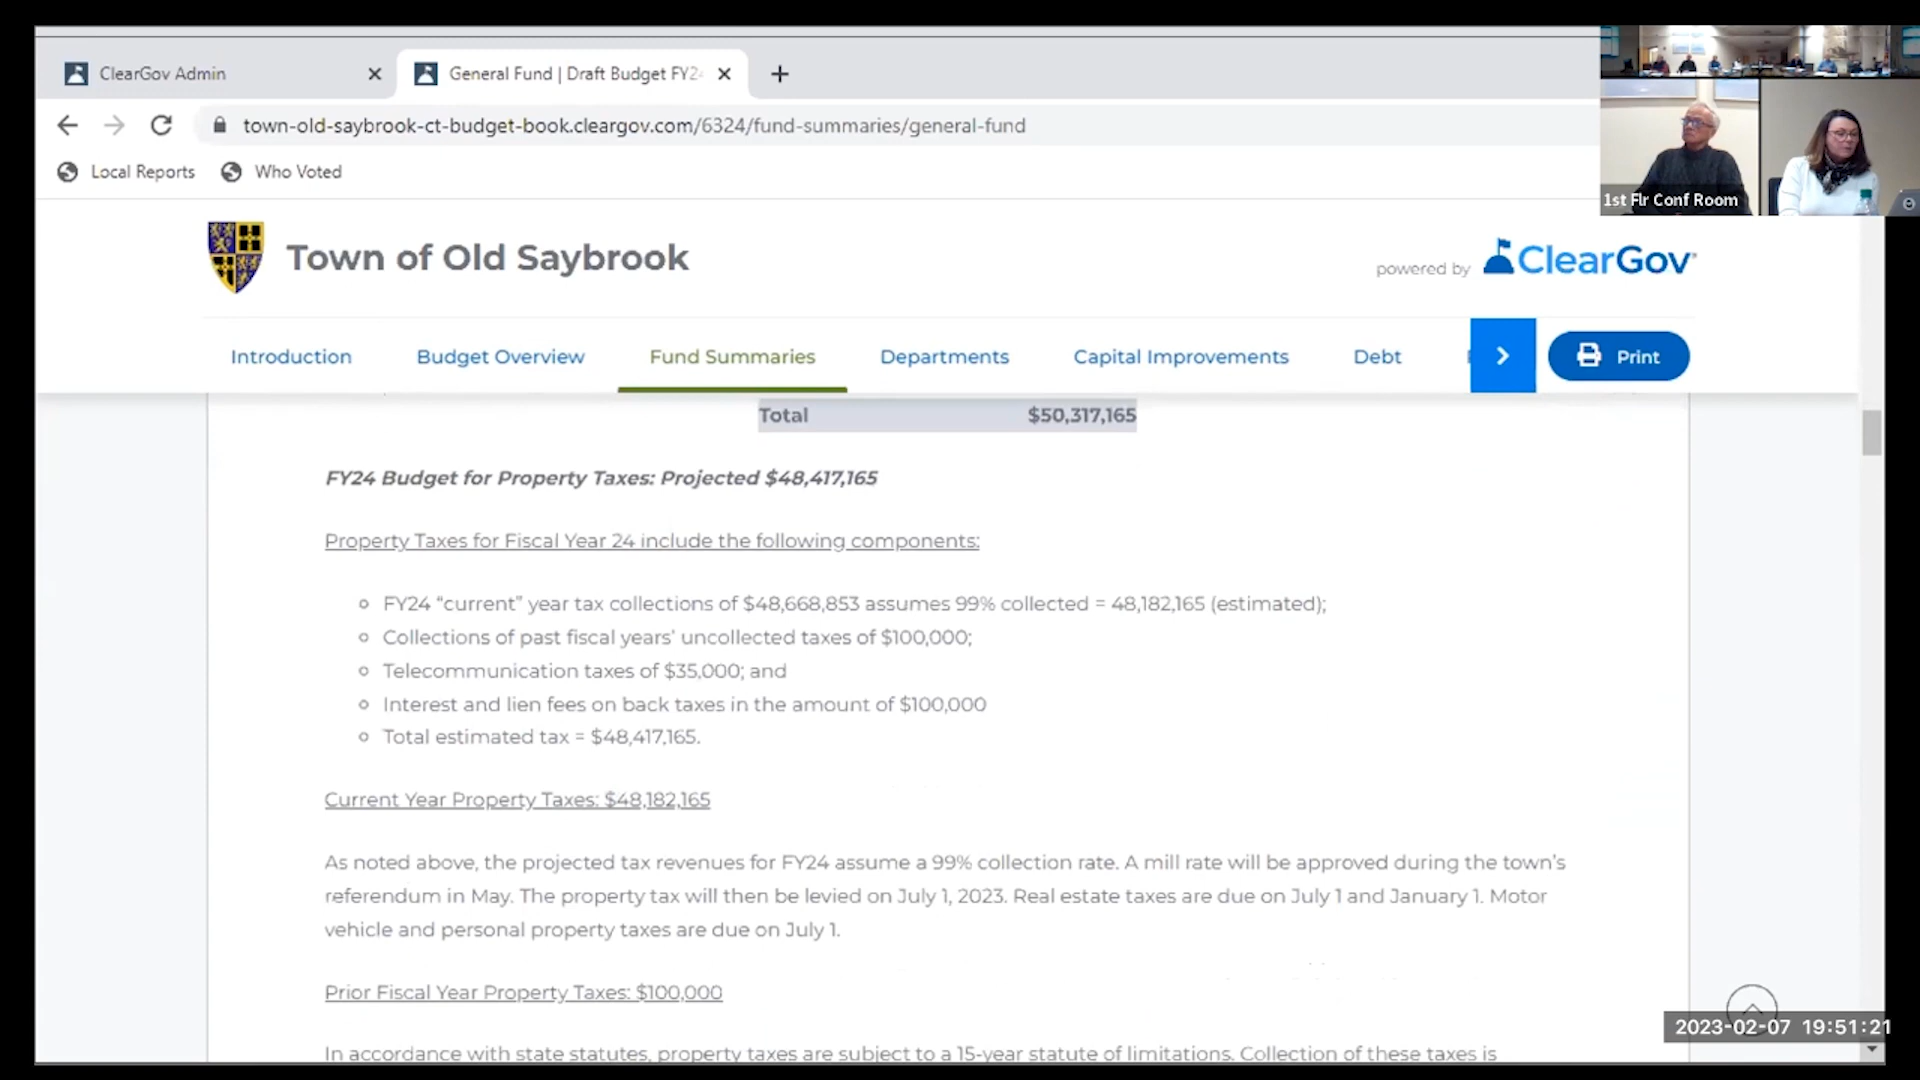 ClearGov Admin
General Fund | Draft Budget FY2
town-old-saybrook-ct-budget-book.cleargov.com/6324/fund-summaries/general-fund
Local Reports
Who Voted
1st Flr Conf Room
Town of Old Saybrook
powered by ClearGov
Introduction
Budget Overview
Fund Summaries
Departments
Capital Improvements
Debt
Print
Total $50,317,165
FY24 Budget for Property Taxes: Projected $48,417,165
Property Taxes for Fiscal Year 24 include the following components:
FY24 “current” year tax collections of $48,668,853 assumes 99% collected = 48,182,165 (estimated);
Collections of past fiscal years’ uncollected taxes of $100,000;
Telecommunication taxes of $35,000; and
Interest and lien fees on back taxes in the amount of $100,000
Total estimated tax = $48,417,165.
Current Year Property Taxes: $48,182,165
As noted above, the projected tax revenues for FY24 assume a 99% collection rate. A mill rate will be approved during the town’s
referendum in May. The property tax will then be levied on July 1, 2023. Real estate taxes are due on July 1 and January 1. Motor
vehicle and personal property taxes are due on July 1.
Prior Fiscal Year Property Taxes: $100,000
In accordance with state statutes, property taxes are subject to a 15-year statute of limitations. Collection of these taxes is
2023-02-07 19:51:21